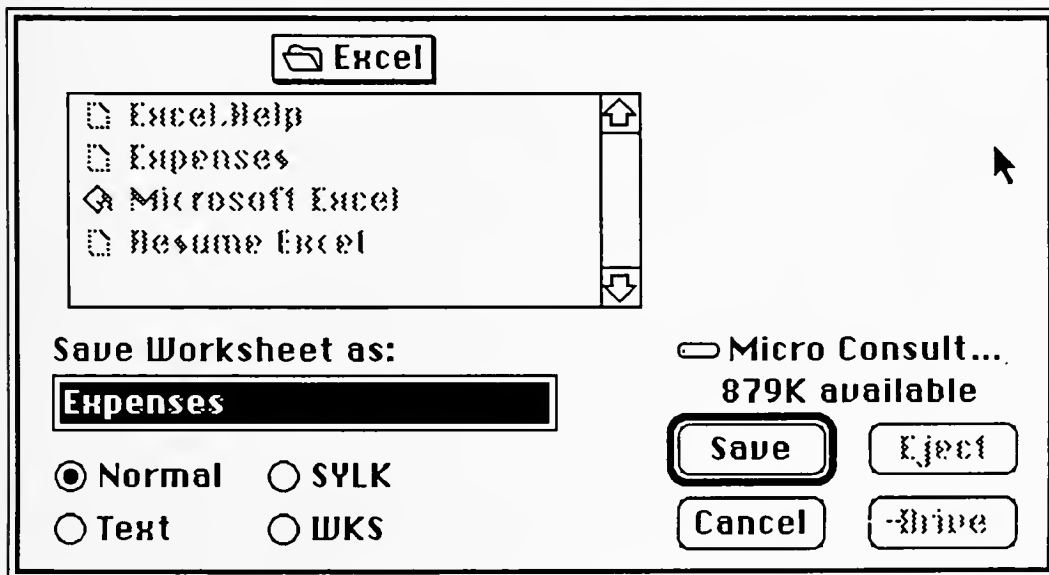 Excel
Excel.Help
Expenses
Microsoft Excel
Resume Excel
Save Worksheet as:
Micro Consult...
879K available
Expenses
Save
Eject
Normal
SYLK
Text
WKS
Cancel
Drive